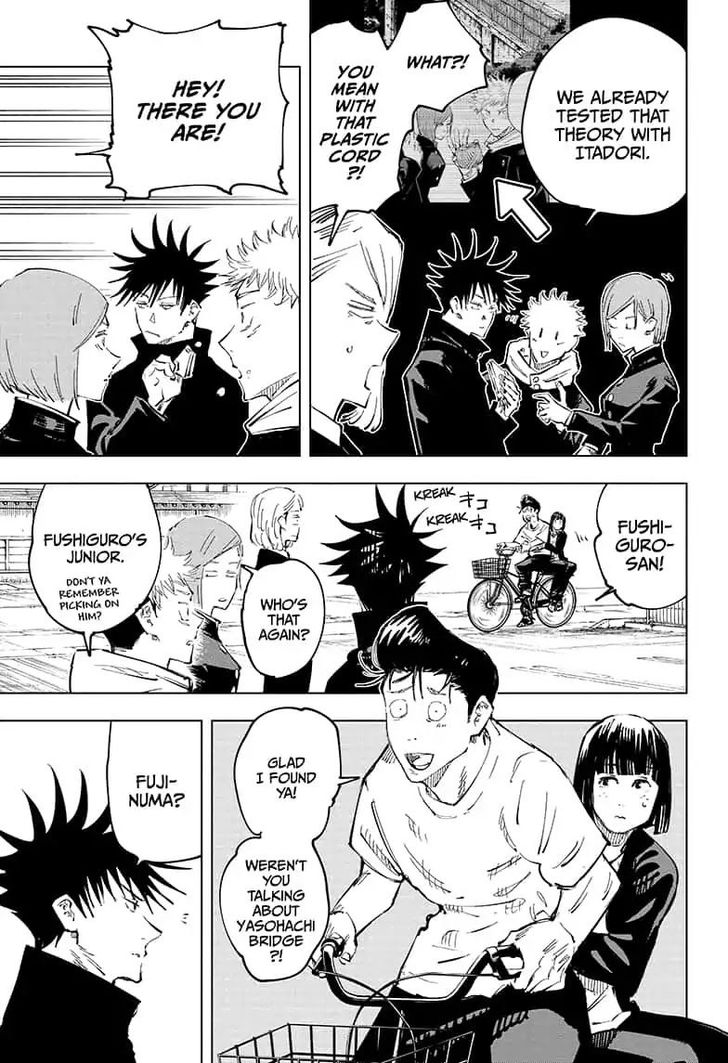 WE ALREADY
TESTED THAT
THEORY WITH
ITADORI.
WHAT?!
YOU
MEAN
WITH
THAT
PLASTIC
CORD
?!
HEY!
THERE YOU
ARE!
FUSHI-
GURO-
SAN!
KREAK キコ
KREAK キコ
WHO'S
THAT
AGAIN?
FUSHIGURO'S
JUNIOR.
DON'T YA
REMEMBER
PICKING ON
HIM?
GLAD
I FOUND
YA!
WEREN'T
YOU
TALKING
ABOUT
YASOHACHI
BRIDGE
?!
FUJI-
NUMA?